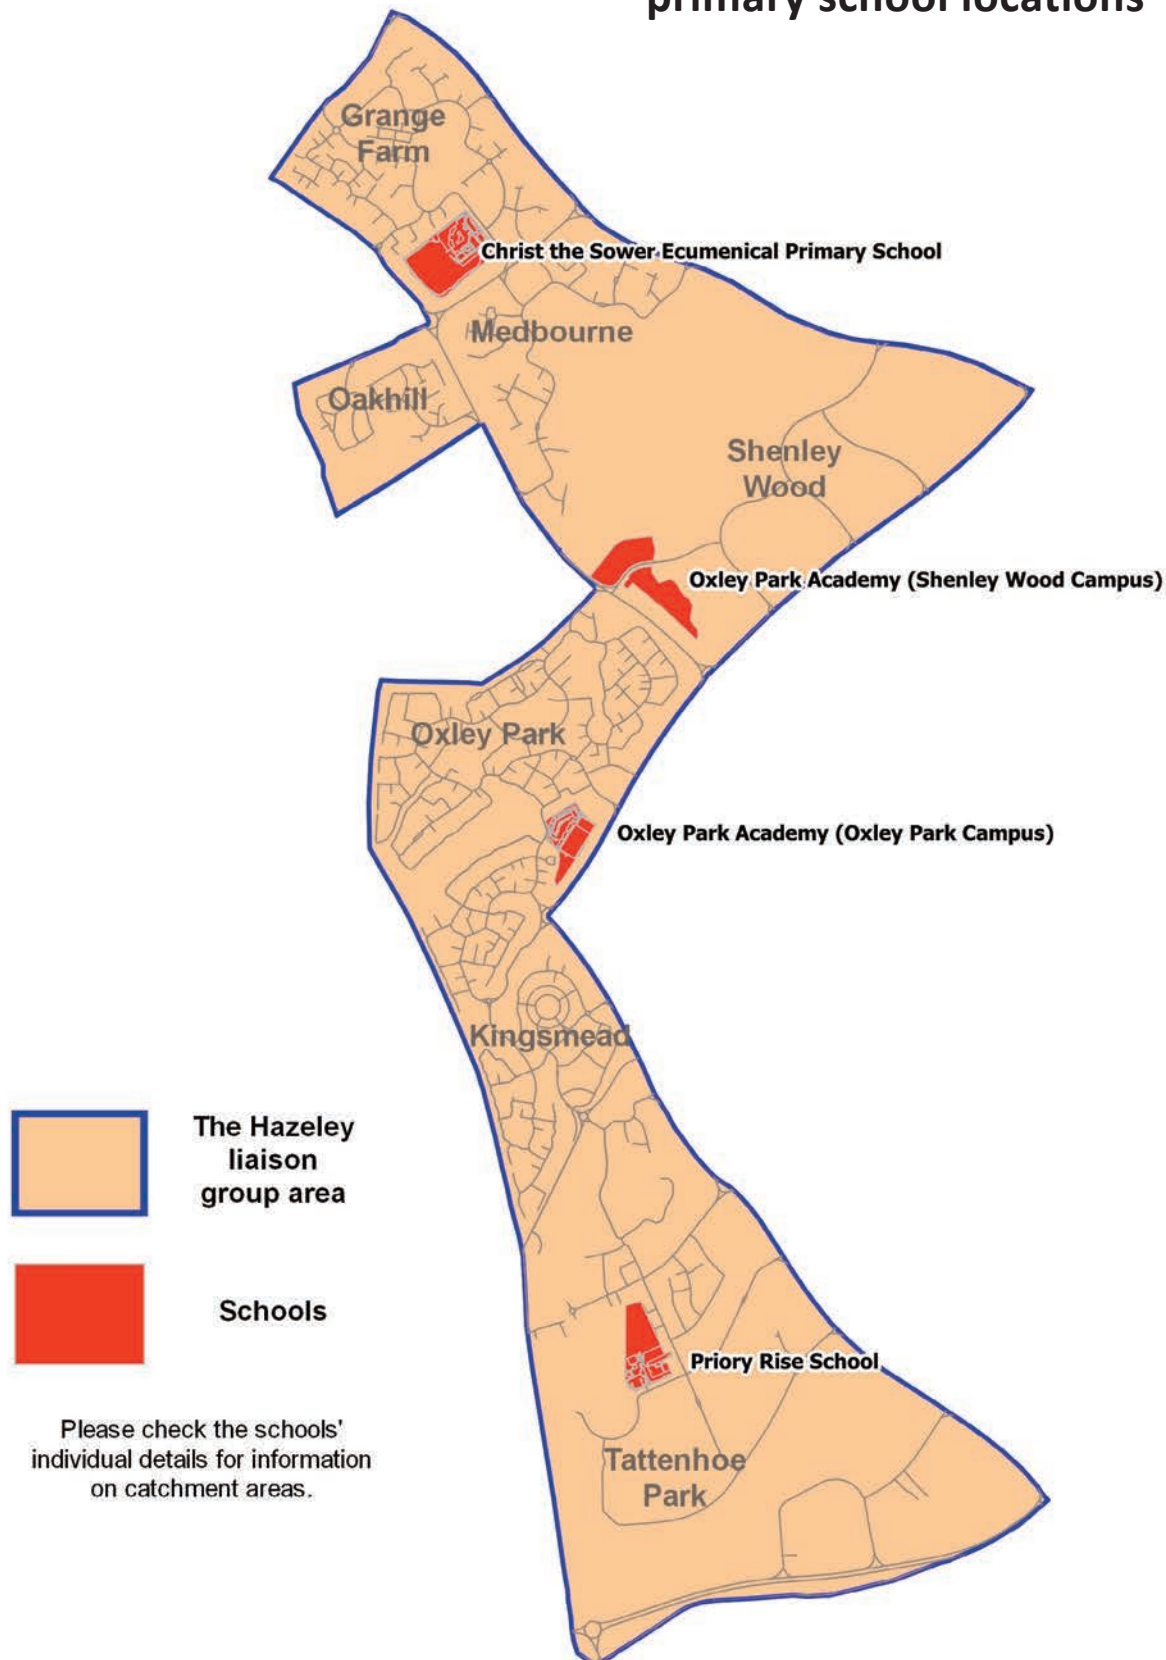 primary school locations
Grange
Farm
Christ the Sower Ecumenical Primary School
Medbourne
Oakhill
Shenley
Wood
Oxley Park Academy (Shenley Wood Campus)
Oxley Park
Oxley Park Academy (Oxley Park Campus)
Kingsmead
The Hazeley
liaison
group area
Schools
Priory Rise School
Please check the schools'
individual details for information
on catchment areas.
Tattenhoe
Park